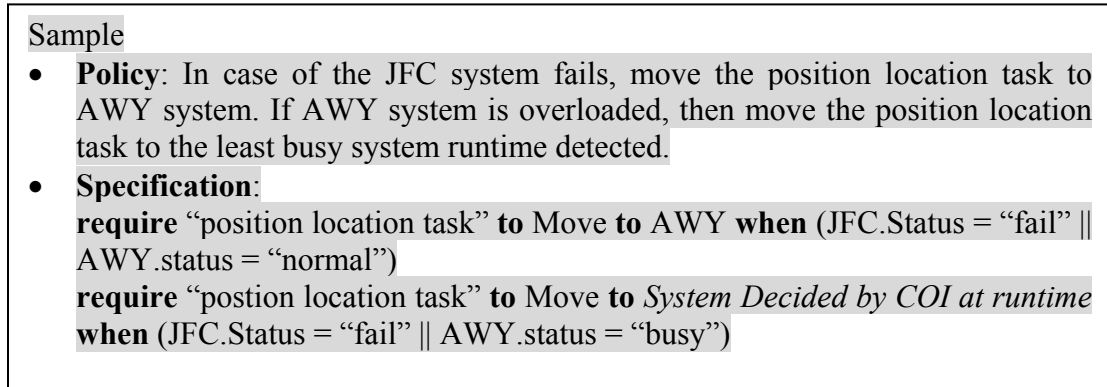 Sample
• Policy: In case of the JFC system fails, move the position location task to
AWY system. If AWY system is overloaded, then move the position location
task to the least busy system runtime detected.
• Specification:
require “position location task” to Move to AWY when (JFC.Status = “fail” ||
AWY.status = “normal”)
require “postion location task” to Move to System Decided by COI at runtime
when (JFC.Status = “fail” || AWY.status = “busy”)